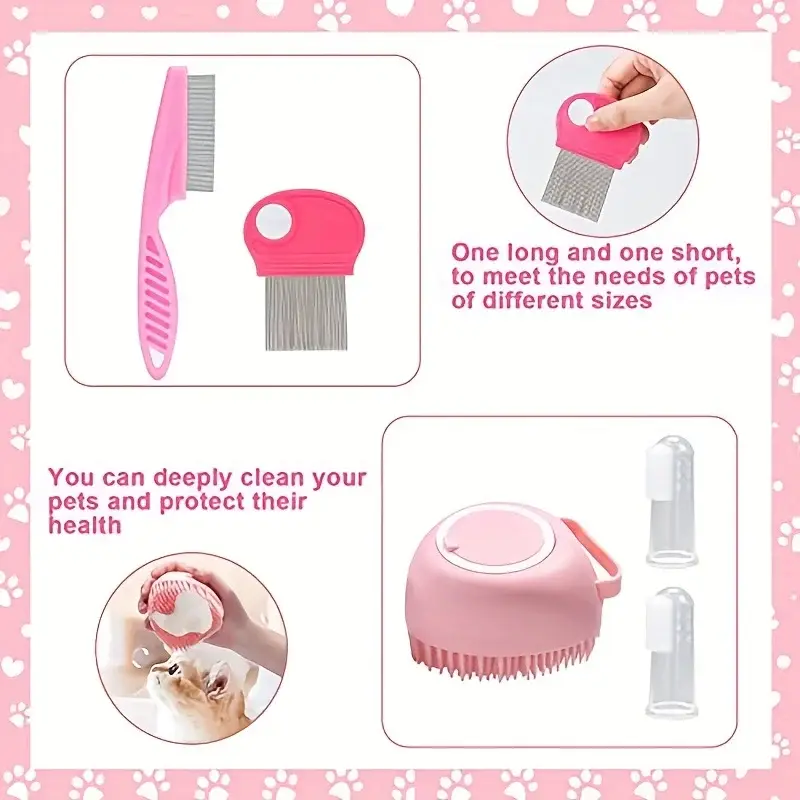 One long and one short,
to meet the needs of pets
of different sizes
You can deeply clean your
pets and protect their
health